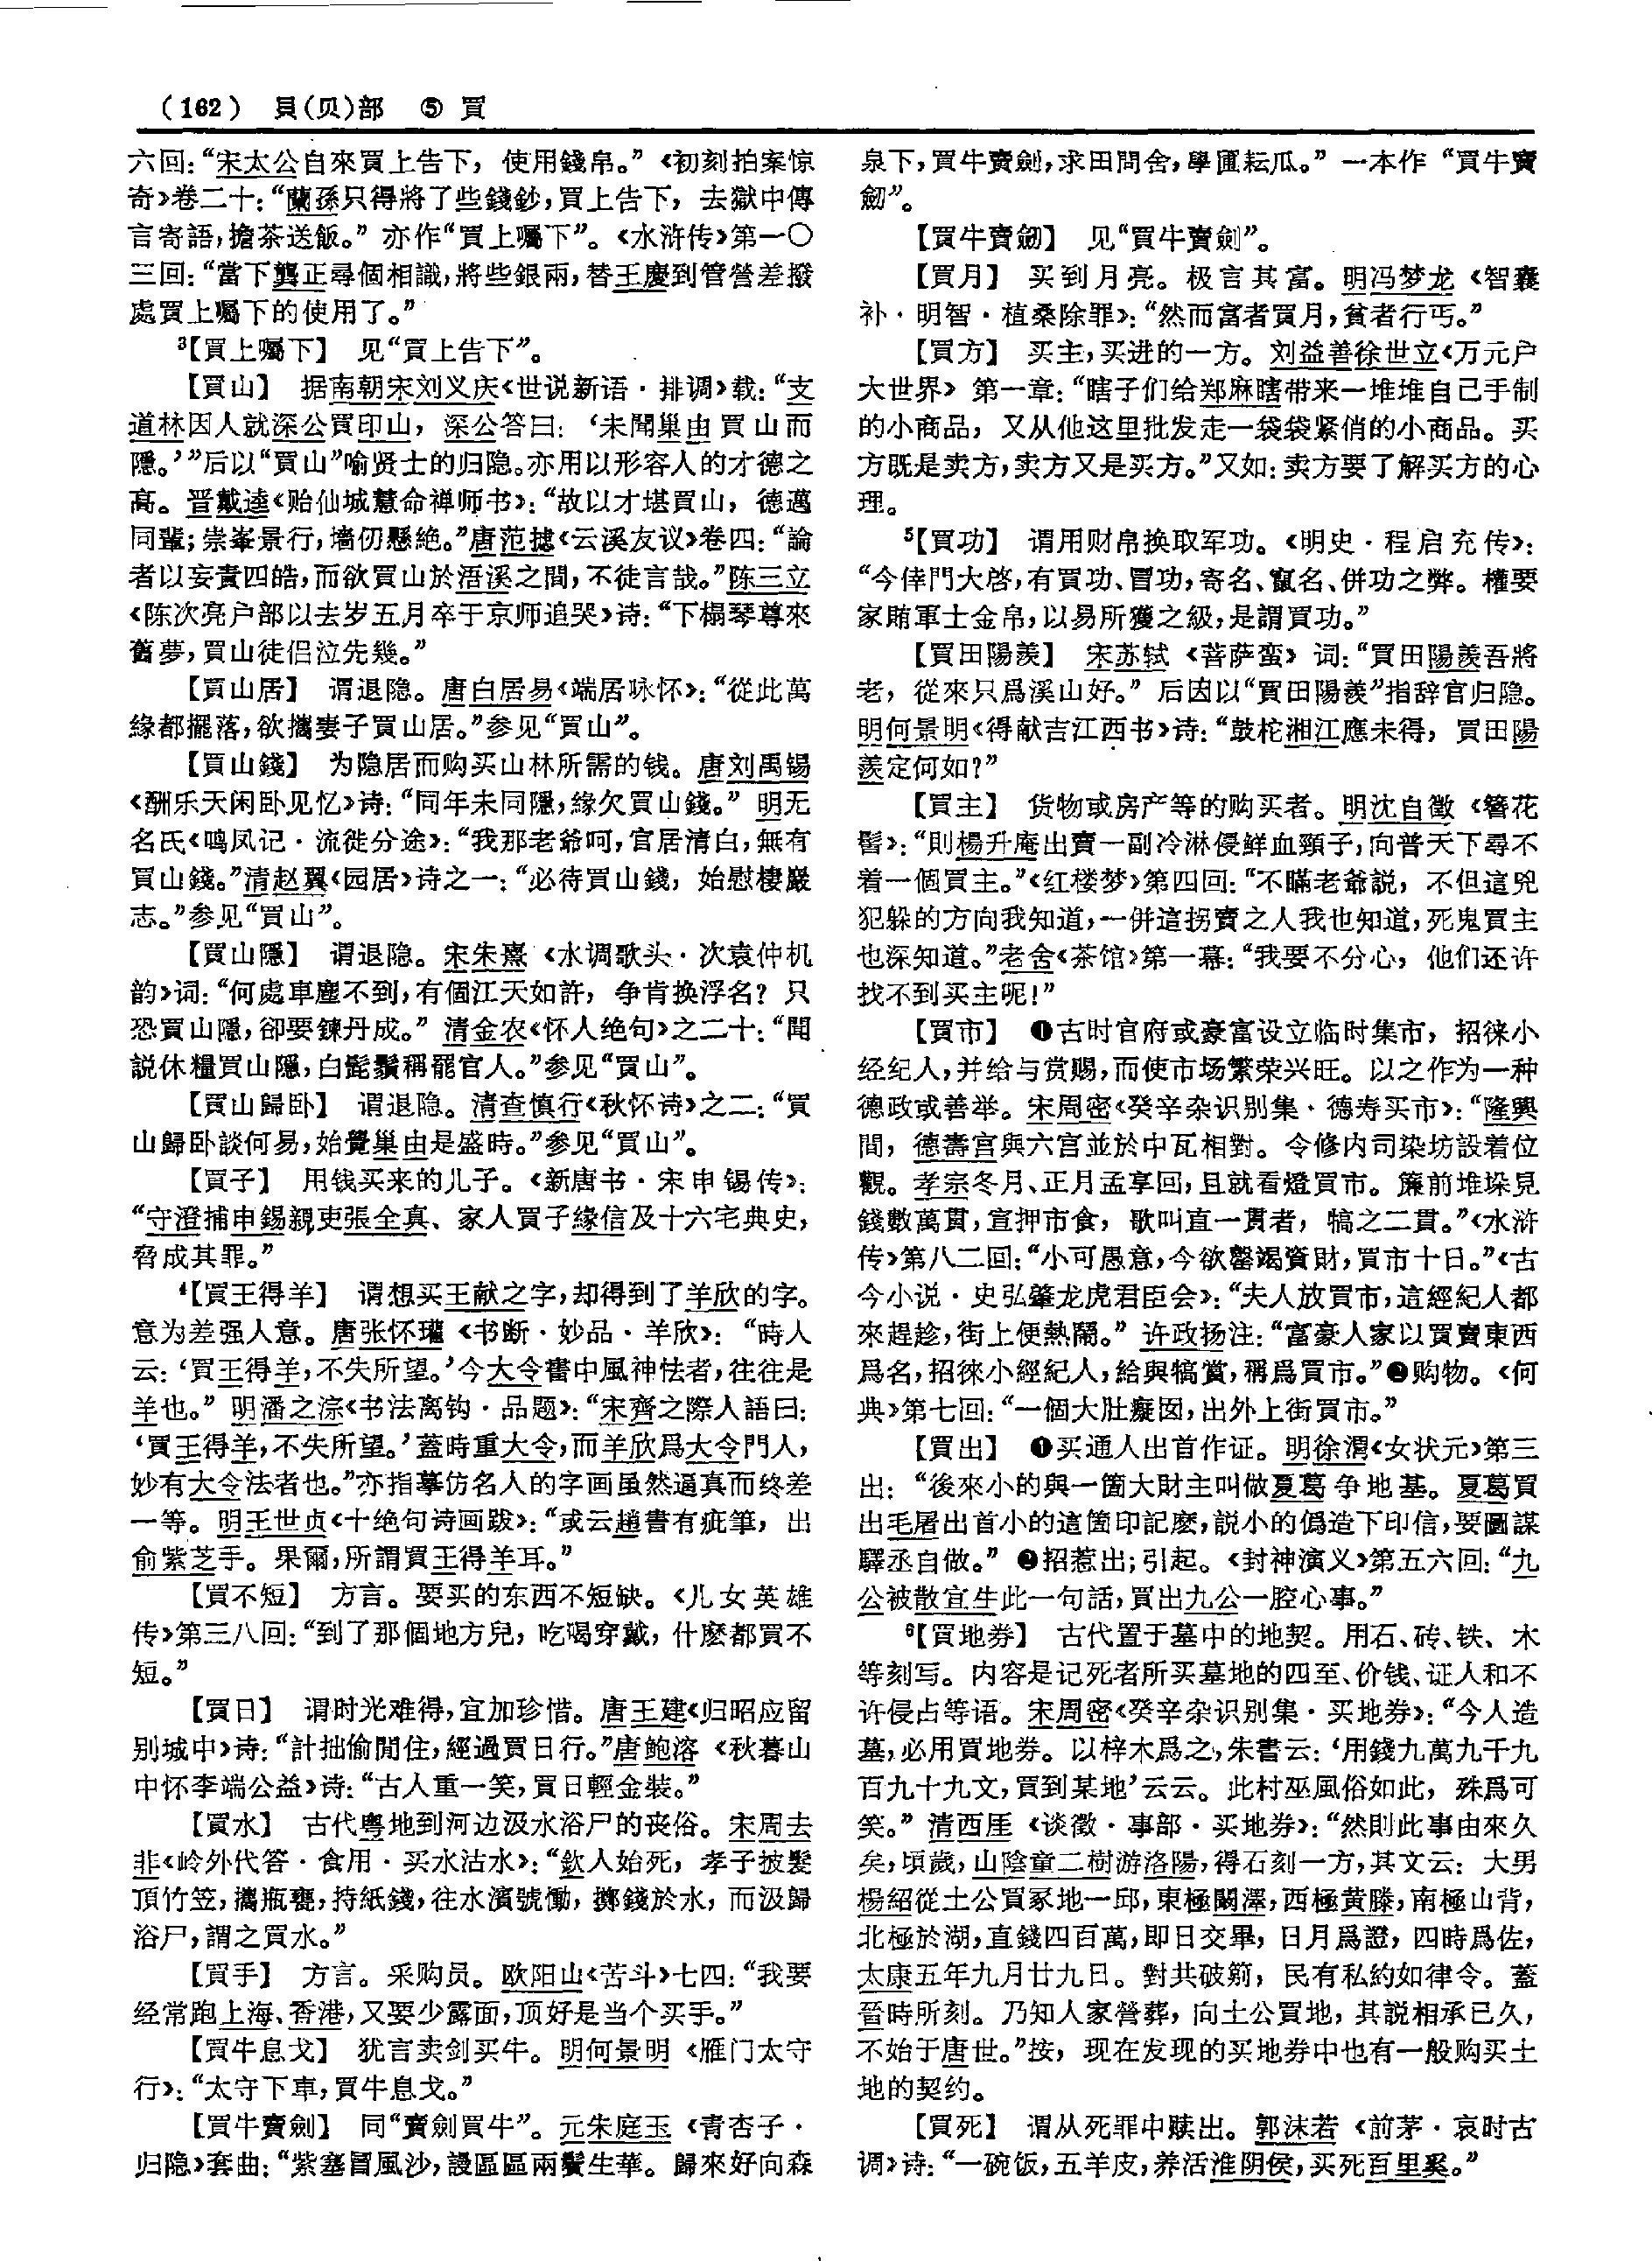 （162） 貝(贝)部 ⑤ 買
六回：“宋太公自來買上告下，使用錢帛。”《初刻拍案惊
奇》卷二十：“蘭孫只得將了些錢鈔，買上告下，去獄中傳
言寄語，擔茶送飯。”亦作“買上囑下”。《水浒传》第一〇
三回：“當下龔正尋個相識，將些銀兩，替王慶到管營差撥
處買上囑下的使用了。”
³【買上囑下】 见“買上告下”。
【買山】 据南朝宋刘义庆《世说新语·排调》载：“支
道林因人就深公買印山，深公答曰：‘未聞巢由買山而
隱。’”后以“買山”喻贤士的归隐。亦用以形容人的才德之
高。晋戴逵《贻仙城慧命禅师书》：“故以才堪買山，德邁
同輩；崇峯景行，墙仞懸絶。”唐范摅《云溪友议》卷四：“論
者以妄責四皓，而欲買山於浯溪之間，不徒言哉。”陈三立
《陈次亮户部以去岁五月卒于京师追哭》诗：“下榻琴尊來
舊夢，買山徒侣泣先幾。”
【買山居】 谓退隐。唐白居易《端居咏怀》：“從此萬
緣都擺落，欲攜妻子買山居。”参见“買山”。
【買山錢】 为隐居而购买山林所需的钱。唐刘禹锡
《酬乐天闲卧见忆》诗：“同年未同隱，緣欠買山錢。”明无
名氏《鸣凤记·流徙分途》：“我那老爺呵，官居清白，無有
買山錢。”清赵翼《园居》诗之一：“必待買山錢，始慰棲巖
志。”参见“買山”。
【買山隱】 谓退隐。宋朱熹《水调歌头·次袁仲机
韵》词：“何處車塵不到，有個江天如許，争肯换浮名？只
恐買山隱，卻要鍊丹成。”清金农《怀人绝句》之二十：“聞
説休糧買山隱，白髭鬚稱罷官人。”参见“買山”。
【買山歸卧】 谓退隐。清查慎行《秋怀诗》之二：“買
山歸卧談何易，始覺巢由是盛時。”参见“買山”。
【買子】 用钱买来的儿子。《新唐书·宋申锡传》：
“守澄捕申錫親吏張全真、家人買子緣信及十六宅典史，
脅成其罪。”
⁴【買王得羊】 谓想买王献之字，却得到了羊欣的字。
意为差强人意。唐张怀瓘《书断·妙品·羊欣》：“時人
云：‘買王得羊，不失所望。’今大令書中風神怯者，往往是
羊也。”明潘之淙《书法离钩·品题》：“宋齊之際人語曰：
‘買王得羊，不失所望。’蓋時重大令，而羊欣爲大令門人，
妙有大令法者也。”亦指摹仿名人的字画虽然逼真而终差
一等。明王世贞《十绝句诗画跋》：“或云趙書有疵筆，出
俞紫芝手。果爾，所謂買王得羊耳。”
【買不短】 方言。要买的东西不短缺。《儿女英雄
传》第三八回：“到了那個地方兒，吃喝穿戴，什麽都買不
短。”
【買日】 谓时光难得，宜加珍惜。唐王建《归昭应留
别城中》诗：“計拙偷閒住，經過買日行。”唐鲍溶《秋暮山
中怀李端公益》诗：“古人重一笑，買日輕金裝。”
【買水】 古代粤地到河边汲水浴尸的丧俗。宋周去
非《岭外代答·食用·买水沽水》：“欽人始死，孝子披髮
頂竹笠，攜瓶甕，持紙錢，往水濱號慟，擲錢於水，而汲歸
浴尸，謂之買水。”
【買手】 方言。采购员。欧阳山《苦斗》七四：“我要
经常跑上海、香港，又要少露面，顶好是当个买手。”
【買牛息戈】 犹言卖剑买牛。明何景明《雁门太守
行》：“太守下車，買牛息戈。”
【買牛賣劍】 同“賣劍買牛”。元朱庭玉《青杏子·
归隐》套曲：“紫塞冒風沙，謾區區兩鬢生華。歸來好向森
泉下，買牛賣劍，求田問舍，學圃耘瓜。”一本作“買牛賣
劒”。
【買牛賣劒】 见“買牛賣劍”。
【買月】 买到月亮。极言其富。明冯梦龙《智囊
补·明智·植桑除罪》：“然而富者買月，貧者行丐。”
【買方】 买主，买进的一方。刘益善徐世立《万元户
大世界》第一章：“瞎子们给郑麻瞎带来一堆堆自己手制
的小商品，又从他这里批发走一袋袋紧俏的小商品。买
方既是卖方，卖方又是买方。”又如：卖方要了解买方的心
理。
⁵【買功】 谓用财帛换取军功。《明史·程启充传》：
“今倖門大啓，有買功、冒功，寄名、竄名、併功之弊。權要
家賄軍士金帛，以易所獲之級，是謂買功。”
【買田陽羨】 宋苏轼《菩萨蛮》词：“買田陽羨吾將
老，從來只爲溪山好。”后因以“買田陽羨”指辞官归隐。
明何景明《得献吉江西书》诗：“鼓柁湘江應未得，買田陽
羨定何如？”
【買主】 货物或房产等的购买者。明沈自徵《簪花
髻》：“則楊升庵出賣一副冷淋侵鮮血頸子，向普天下尋不
着一個買主。”《红楼梦》第四回：“不瞞老爺説，不但這兇
犯躲的方向我知道，一併這拐賣之人我也知道，死鬼買主
也深知道。”老舍《茶馆》第一幕：“我要不分心，他们还许
找不到买主呢！”
【買市】 ❶古时官府或豪富设立临时集市，招徕小
经纪人，并给与赏赐，而使市场繁荣兴旺。以之作为一种
德政或善举。宋周密《癸辛杂识别集·德寿买市》：“隆興
間，德壽宫與六宫並於中瓦相對。令修内司染坊設着位
觀。孝宗冬月、正月孟享回，且就看燈買市。簾前堆垛見
錢數萬貫，宣押市食，歌叫直一貫者，犒之二貫。”《水浒
传》第八二回：“小可愚意，今欲罄竭資財，買市十日。”《古
今小说·史弘肇龙虎君臣会》：“夫人放買市，這經紀人都
來趕趁，街上便熱鬧。”许政扬注：“富豪人家以買賣東西
爲名，招徠小經紀人，給與犒賞，稱爲買市。”❷购物。《何
典》第七回：“一個大肚癡囡，出外上街買市。”
【買出】 ❶买通人出首作证。明徐渭《女状元》第三
出：“後來小的與一箇大財主叫做夏葛争地基。夏葛買
出毛屠出首小的這箇印記麽，説小的僞造下印信，要圖謀
驛丞自做。”❷招惹出；引起。《封神演义》第五六回：“九
公被散宜生此一句話，買出九公一腔心事。”
⁶【買地券】 古代置于墓中的地契。用石、砖、铁、木
等刻写。内容是记死者所买墓地的四至、价钱、证人和不
许侵占等语。宋周密《癸辛杂识别集·买地券》：“今人造
墓，必用買地券。以梓木爲之，朱書云：‘用錢九萬九千九
百九十九文，買到某地’云云。此村巫風俗如此，殊爲可
笑。”清西厓《谈徵·事部·买地券》：“然則此事由來久
矣，頃歲，山陰童二樹游洛陽，得石刻一方，其文云：大男
楊紹從土公買冢地一邱，東極闞澤，西極黄滕，南極山背，
北極於湖，直錢四百萬，即日交畢，日月爲證，四時爲佐，
太康五年九月廿九日。對共破莂，民有私約如律令。蓋
晉時所刻。乃知人家營葬，向土公買地，其説相承已久，
不始于唐世。”按，现在发现的买地券中也有一般购买土
地的契约。
【買死】 谓从死罪中赎出。郭沫若《前茅·哀时古
调》诗：“一碗饭，五羊皮，养活淮阴侯，买死百里奚。”